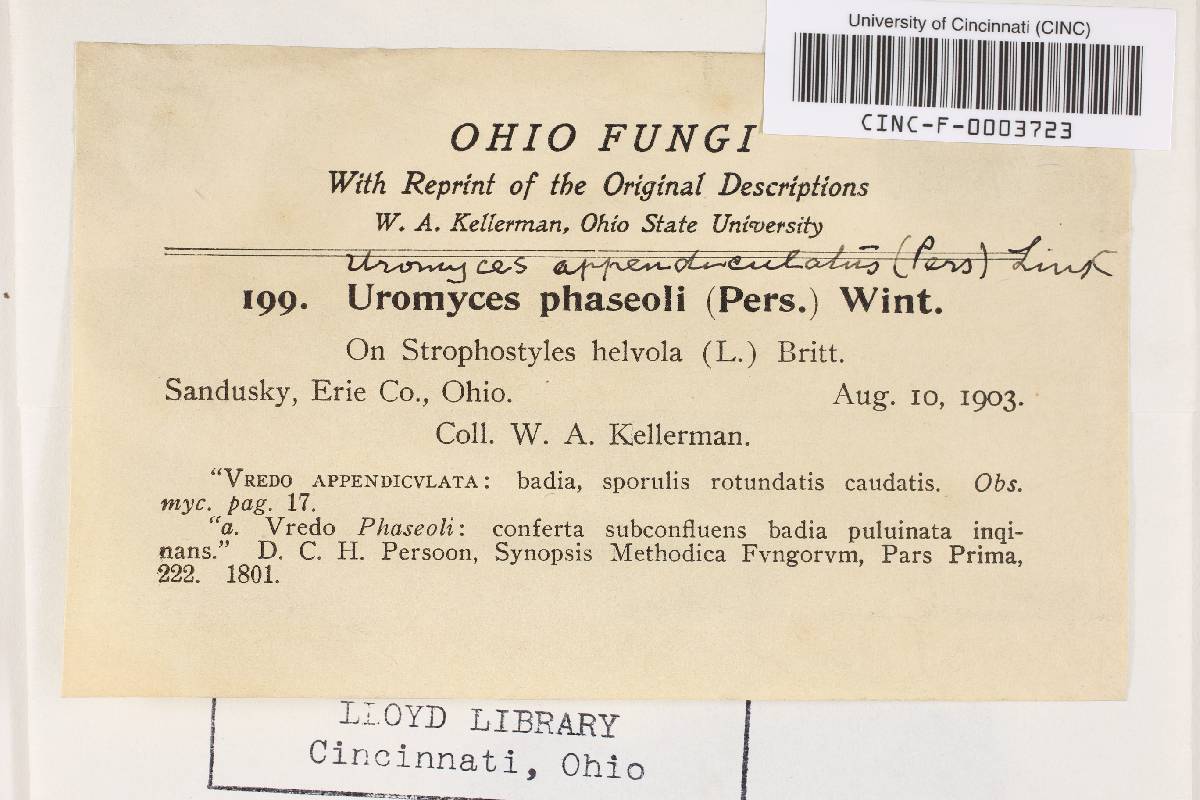 University of Cincinnati (CINC)
CINC-F-0003723
OHIO FUNGI
With Reprint of the Original Descriptions
W. A. Kellerman, Ohio State University
Uromyces appendiculatus (Pers) Link
199. Uromyces phaseoli (Pers.) Wint.
On Strophostyles helvola (L.) Britt.
Sandusky, Erie Co., Ohio. Aug. 10, 1903.
Coll. W. A. Kellerman.
"VREDO APPENDICVLATA: badia, sporulis rotundatis caudatis. Obs.
myc. pag. 17.
"a. Vredo Phaseoli: conferta subconfluens badia puluinata inqi-
nans." D. C. H. Persoon, Synopsis Methodica Fvngorvm, Pars Prima,
222. 1801.
LLOYD LIBRARY
Cincinnati, Ohio